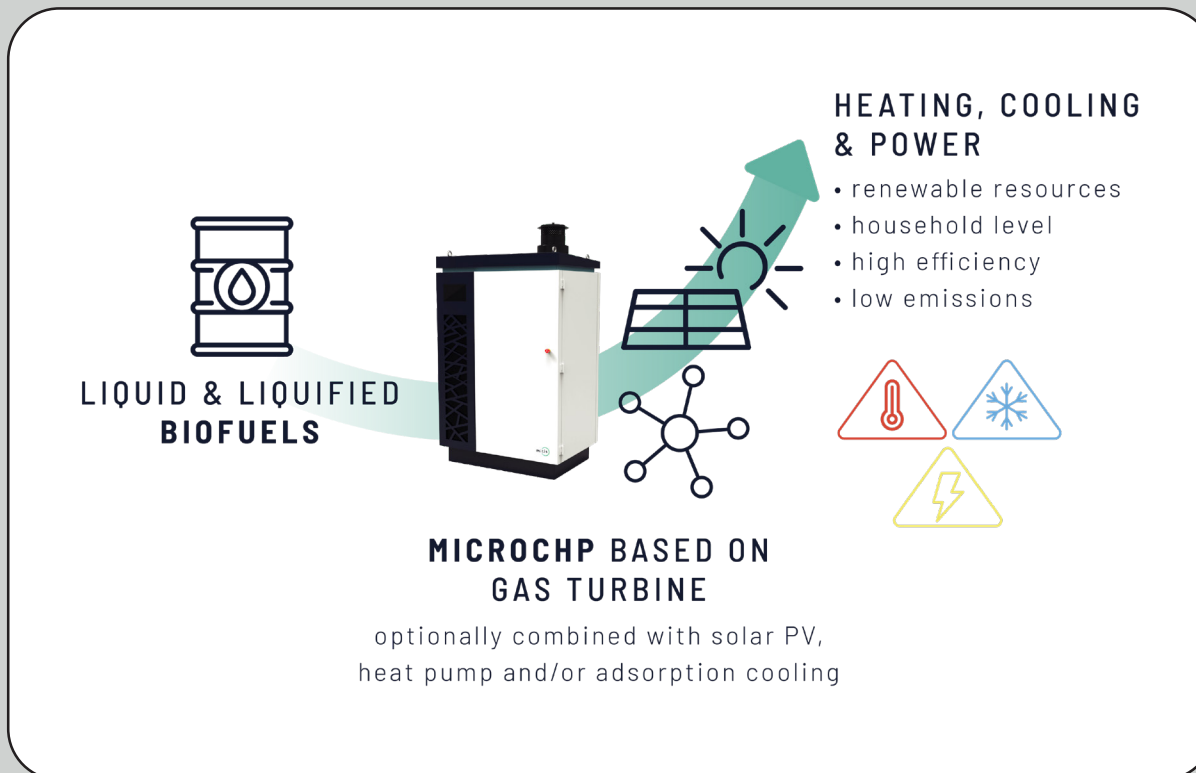 HEATING, COOLING
& POWER
• renewable resources
• household level
• high efficiency
• low emissions
LIQUID & LIQUIFIED
BIOFUELS
MICROCHP BASED ON
GAS TURBINE
optionally combined with solar PV,
heat pump and/or adsorption cooling